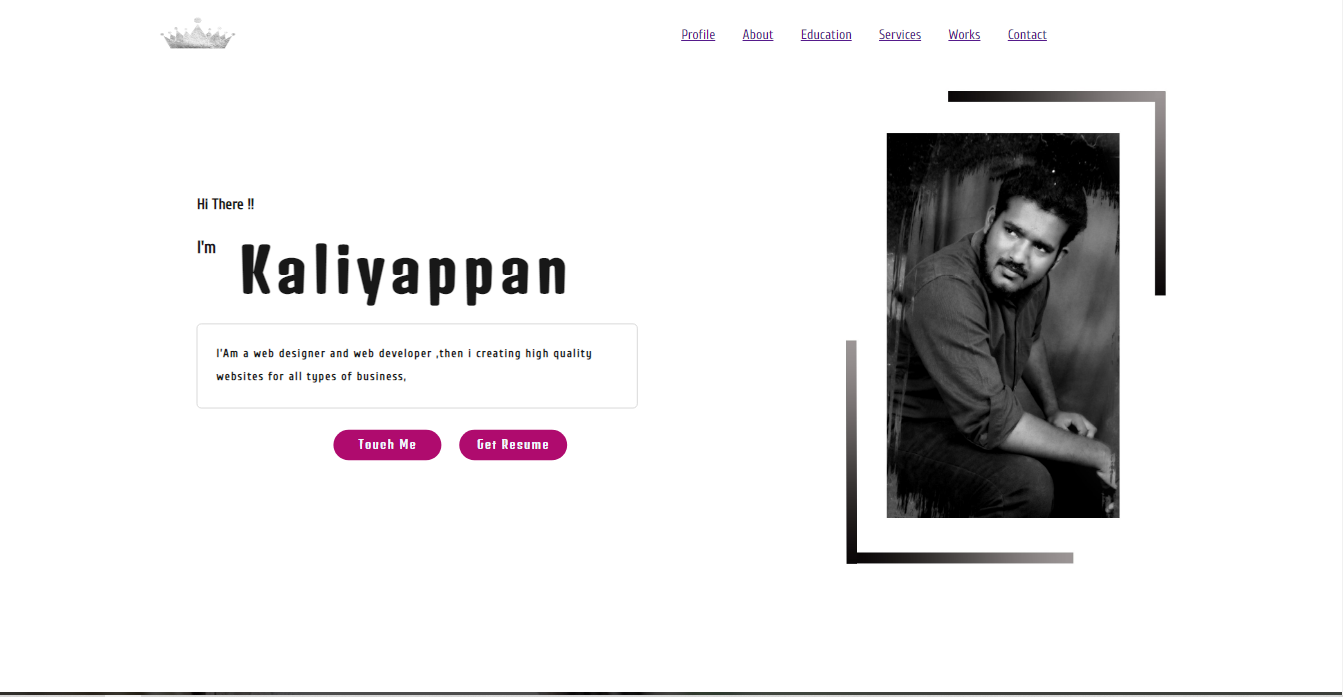 Profile About Education Services Works Contact
Hi There !!
I'm Kaliyappan
I'Am a web designer and web developer ,then i creating high quality
websites for all types of business,
Touch Me Get Resume